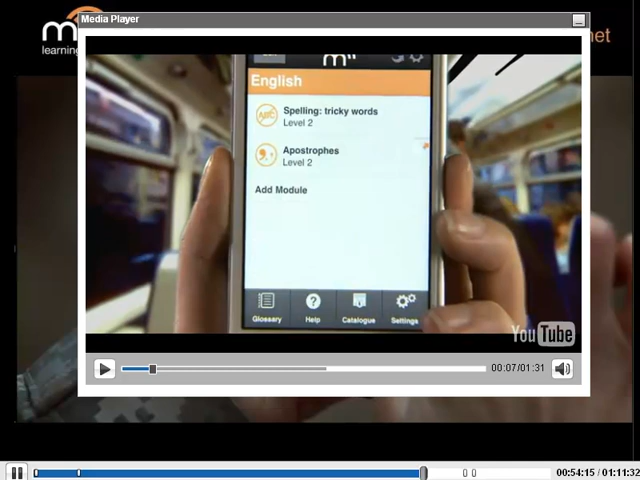 Media Player
m
learning
net
m
English
Spelling: tricky words
Level 2
ABC
Apostrophes
Level 2
Add Module
Glossary
Help
Catalogue
Settings
YouTube
00:07/01:31
00:54:15 / 01:11:32